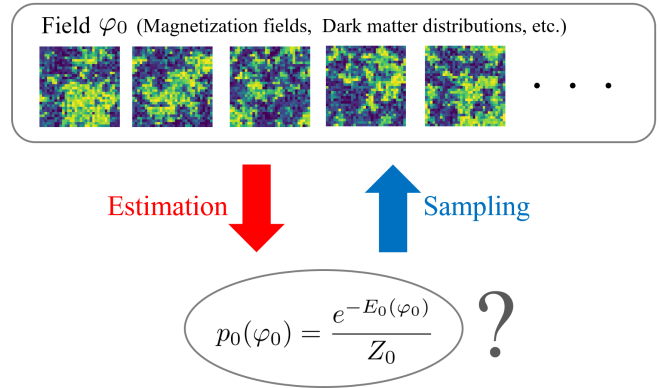 Field φ₀ (Magnetization fields, Dark matter distributions, etc.)
· · ·
Estimation
Sampling
p₀(φ₀) = e^{−E₀(φ₀)} / Z₀
?